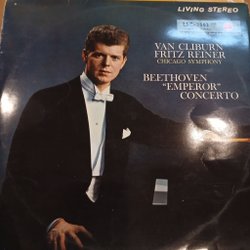 LIVING STEREO
VAN CLIBURN
FRITZ REINER
CHICAGO SYMPHONY
BEETHOVEN
"EMPEROR"
CONCERTO